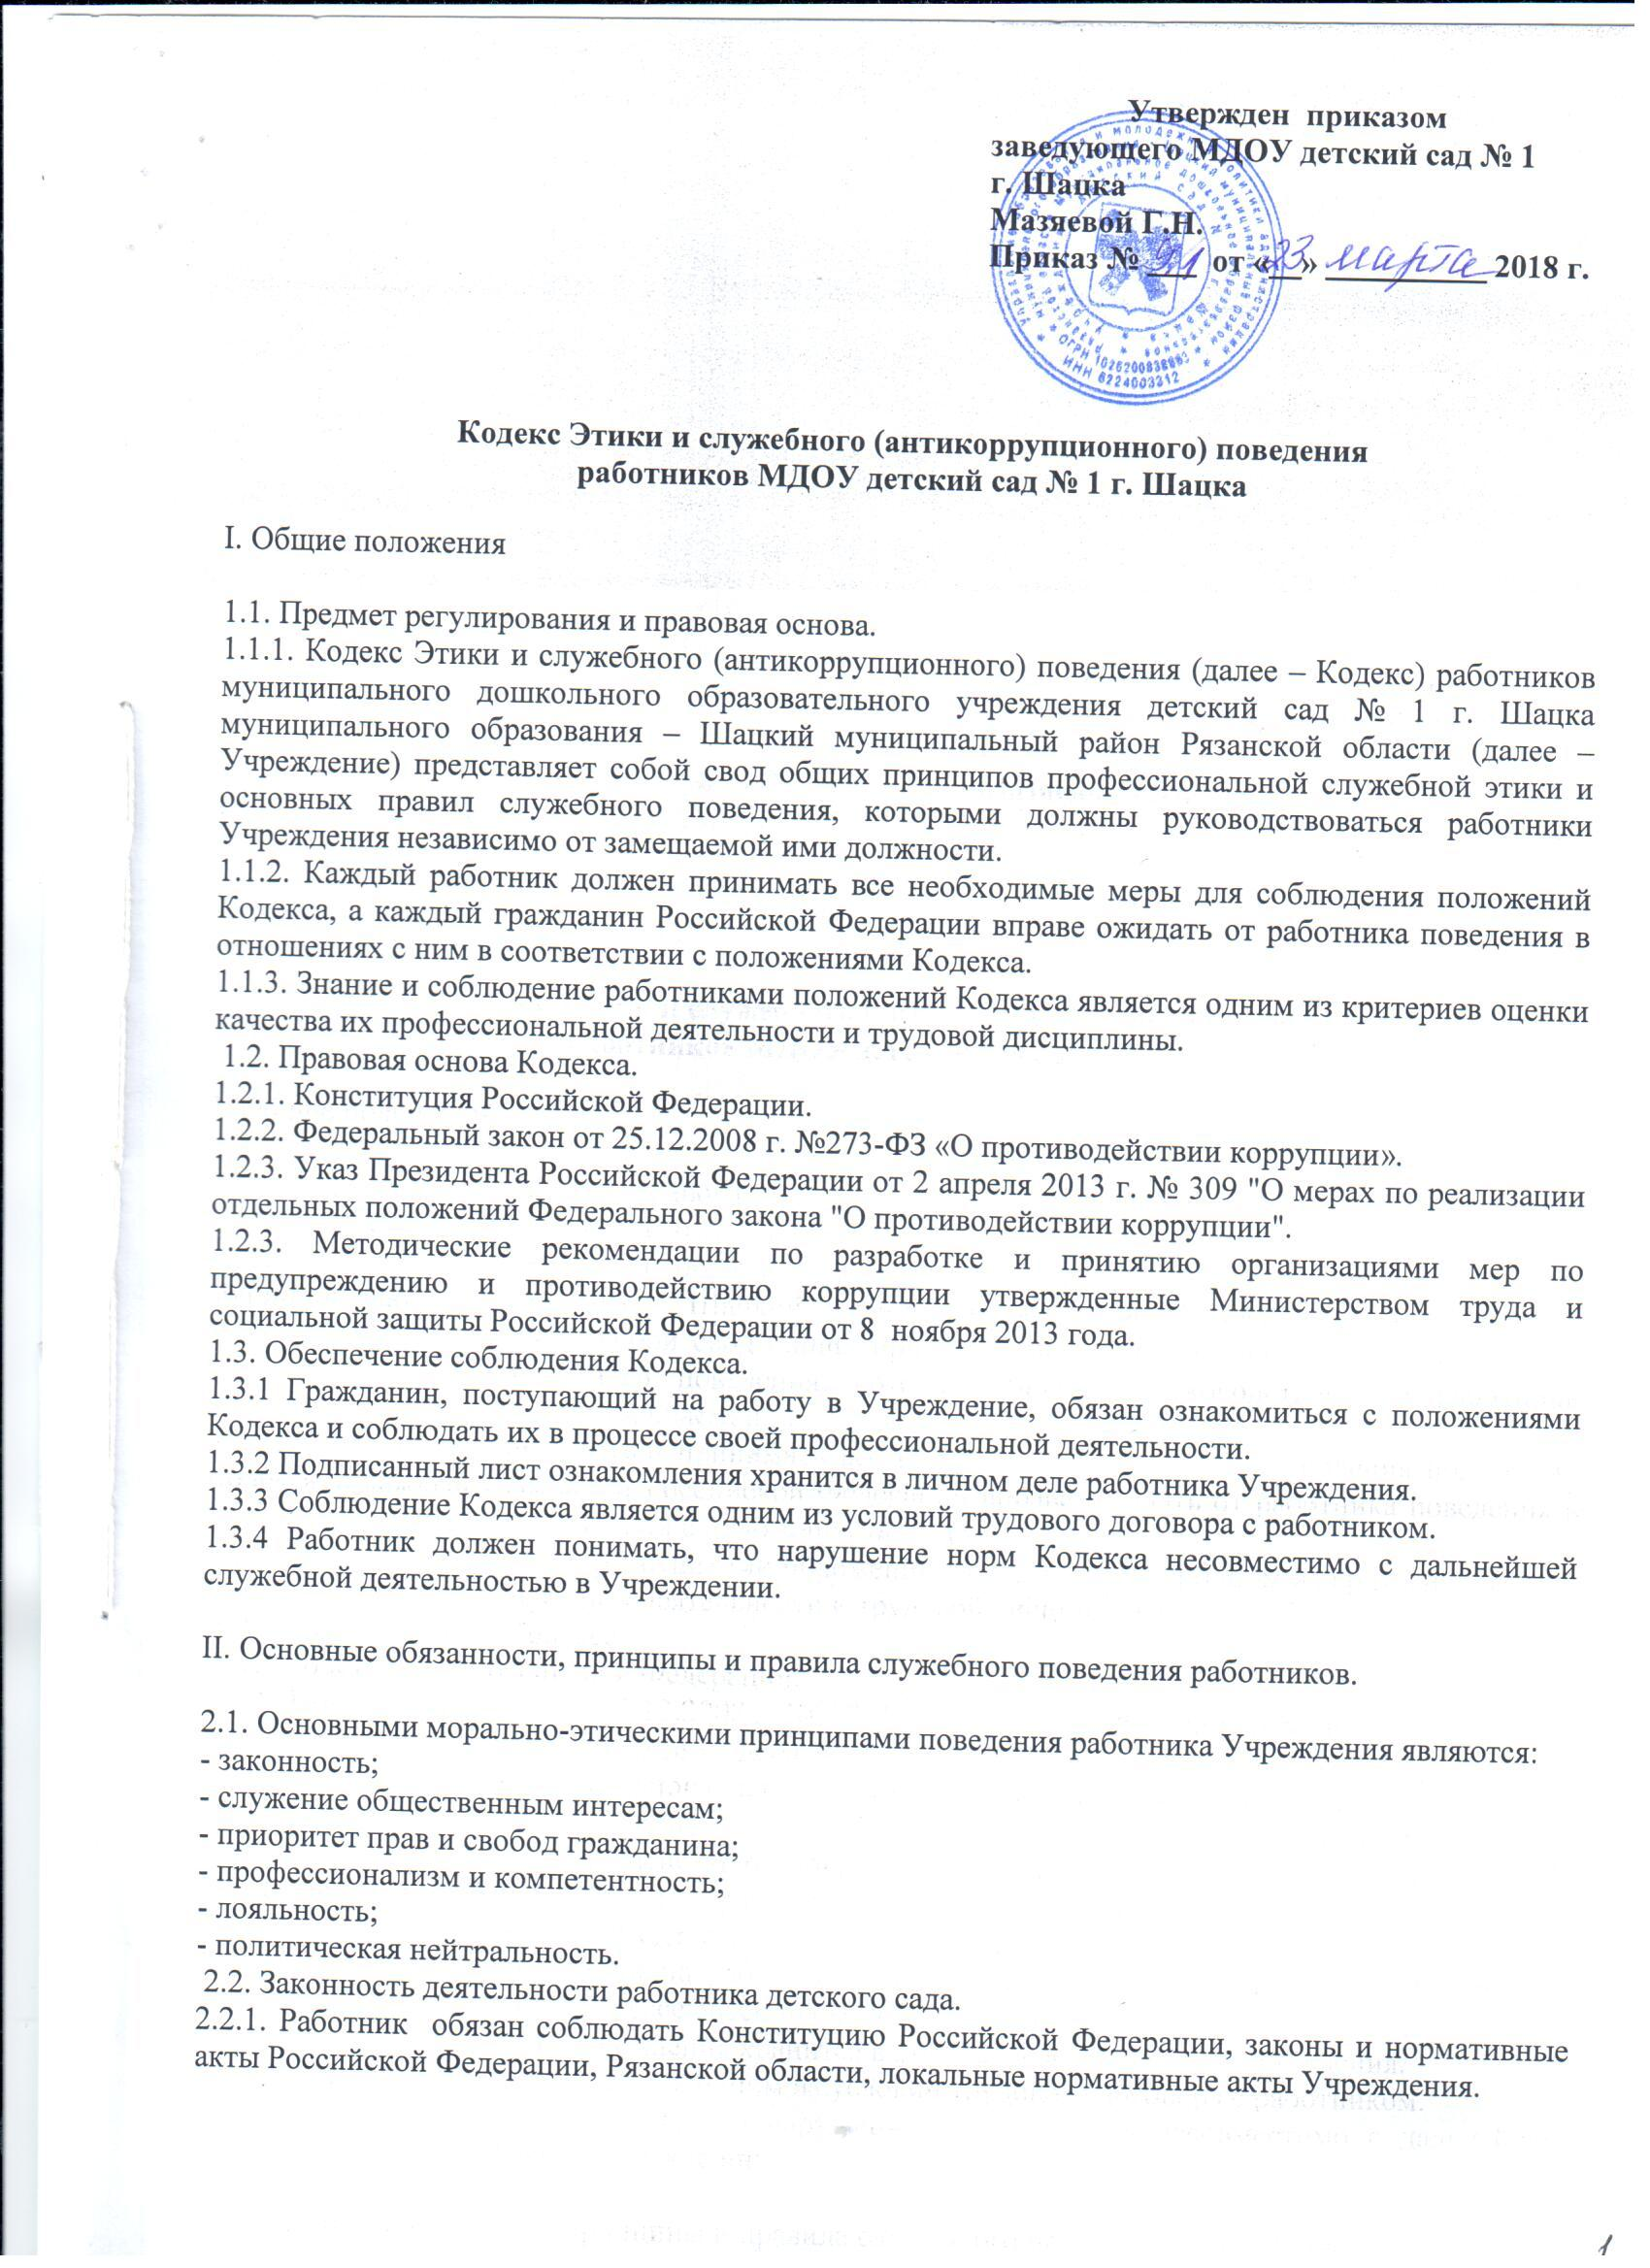 Утвержден приказом
заведующего МДОУ детский сад № 1
г. Шацка
Мазяевой Г.Н.
Приказ № от «23» марта 2018 г.
ИНН 6224003312
Кодекс Этики и служебного (антикоррупционного) поведения
работников МДОУ детский сад № 1 г. Шацка
I. Общие положения
1.1. Предмет регулирования и правовая основа.
1.1.1. Кодекс Этики и служебного (антикоррупционного) поведения (далее – Кодекс) работников
муниципального дошкольного образовательного учреждения детский сад № 1 г. Шацка
муниципального образования – Шацкий муниципальный район Рязанской области (далее –
Учреждение) представляет собой свод общих принципов профессиональной служебной этики и
основных правил служебного поведения, которыми должны руководствоваться работники
Учреждения независимо от замещаемой ими должности.
1.1.2. Каждый работник должен принимать все необходимые меры для соблюдения положений
Кодекса, а каждый гражданин Российской Федерации вправе ожидать от работника поведения в
отношениях с ним в соответствии с положениями Кодекса.
1.1.3. Знание и соблюдение работниками положений Кодекса является одним из критериев оценки
качества их профессиональной деятельности и трудовой дисциплины.
1.2. Правовая основа Кодекса.
1.2.1. Конституция Российской Федерации.
1.2.2. Федеральный закон от 25.12.2008 г. №273-ФЗ «О противодействии коррупции».
1.2.3. Указ Президента Российской Федерации от 2 апреля 2013 г. № 309 "О мерах по реализации
отдельных положений Федерального закона "О противодействии коррупции".
1.2.3. Методические рекомендации по разработке и принятию организациями мер по
предупреждению и противодействию коррупции утвержденные Министерством труда и
социальной защиты Российской Федерации от 8 ноября 2013 года.
1.3. Обеспечение соблюдения Кодекса.
1.3.1 Гражданин, поступающий на работу в Учреждение, обязан ознакомиться с положениями
Кодекса и соблюдать их в процессе своей профессиональной деятельности.
1.3.2 Подписанный лист ознакомления хранится в личном деле работника Учреждения.
1.3.3 Соблюдение Кодекса является одним из условий трудового договора с работником.
1.3.4 Работник должен понимать, что нарушение норм Кодекса несовместимо с дальнейшей
служебной деятельностью в Учреждении.
II. Основные обязанности, принципы и правила служебного поведения работников.
2.1. Основными морально-этическими принципами поведения работника Учреждения являются:
- законность;
- служение общественным интересам;
- приоритет прав и свобод гражданина;
- профессионализм и компетентность;
- лояльность;
- политическая нейтральность.
2.2. Законность деятельности работника детского сада.
2.2.1. Работник обязан соблюдать Конституцию Российской Федерации, законы и нормативные
акты Российской Федерации, Рязанской области, локальные нормативные акты Учреждения.
1